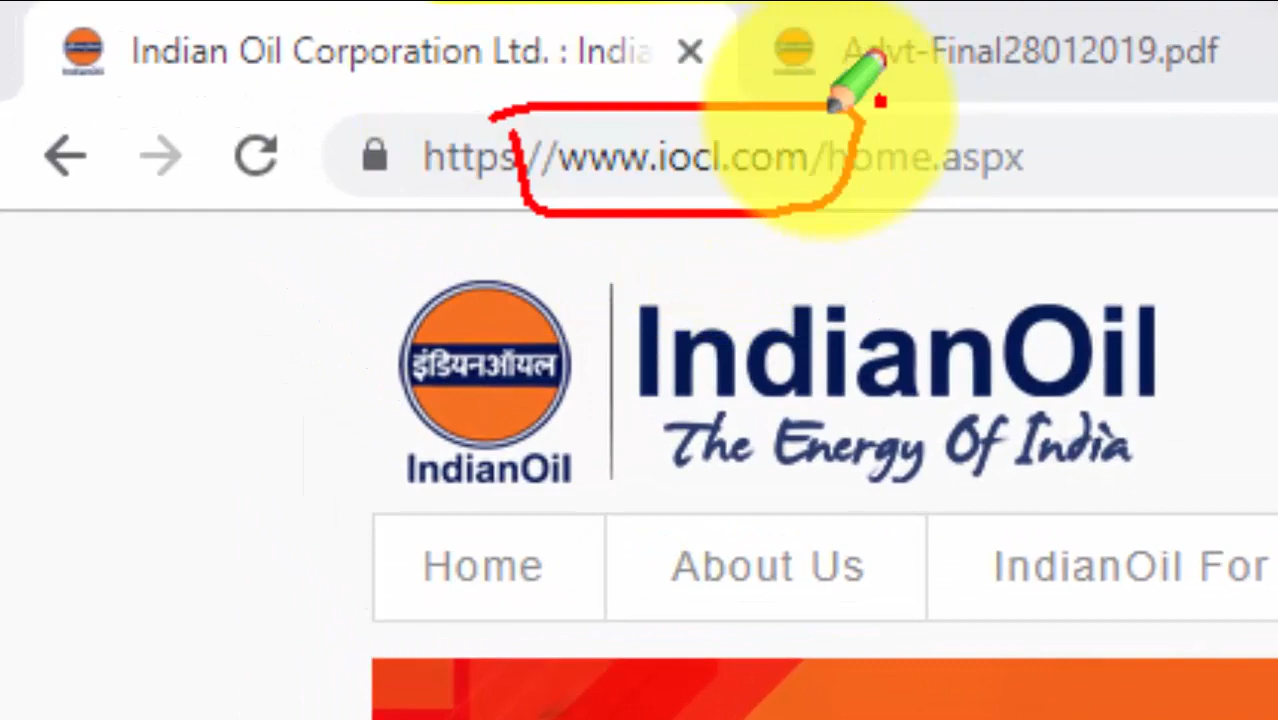 Indian Oil Corporation Ltd. : India
Advt-Final28012019.pdf
https://www.iocl.com/home.aspx
इंडियनऑयल
IndianOil
IndianOil
The Energy Of India
Home
About Us
IndianOil For